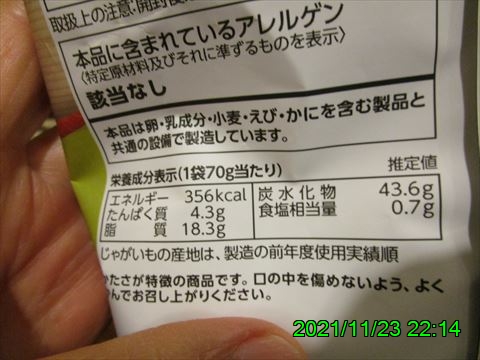 取扱上の注意:開封後
本品に含まれているアレルゲン
〈特定原材料及びそれに準ずるものを表示〉
該当なし
本品は卵・乳成分・小麦・えび・かにを含む製品と
共通の設備で製造しています。
栄養成分表示(1袋70g当たり) 推定値
エネルギー 356kcal 炭水化物 43.6g
たんぱく質 4.3g 食塩相当量 0.7g
脂質 18.3g
じゃがいもの産地は、製造の前年度使用実績順
かたさが特徴の商品です。口の中を傷めないよう、よく
んでお召し上がりください。
2021/11/23 22:14